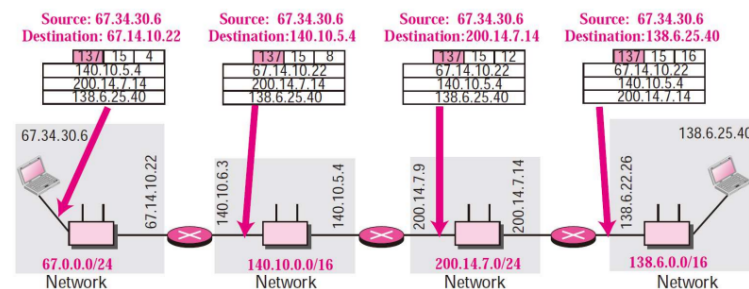 Source: 67.34.30.6
Destination: 67.14.10.22
137 15 4
140.10.5.4
200.14.7.14
138.6.25.40
Source: 67.34.30.6
Destination:140.10.5.4
137 15 8
67.14.10.22
200.14.7.14
138.6.25.40
Source: 67.34.30.6
Destination:200.14.7.14
137 15 12
67.14.10.22
140.10.5.4
138.6.25.40
Source: 67.34.30.6
Destination:138.6.25.40
137 15 16
67.14.10.22
140.10.5.4
200.14.7.14
67.34.30.6
67.14.10.22
140.10.6.3
140.10.5.4
200.14.7.9
200.14.7.14
138.6.22.26
138.6.25.40
67.0.0.0/24
Network
140.10.0.0/16
Network
200.14.7.0/24
Network
138.6.0.0/16
Network